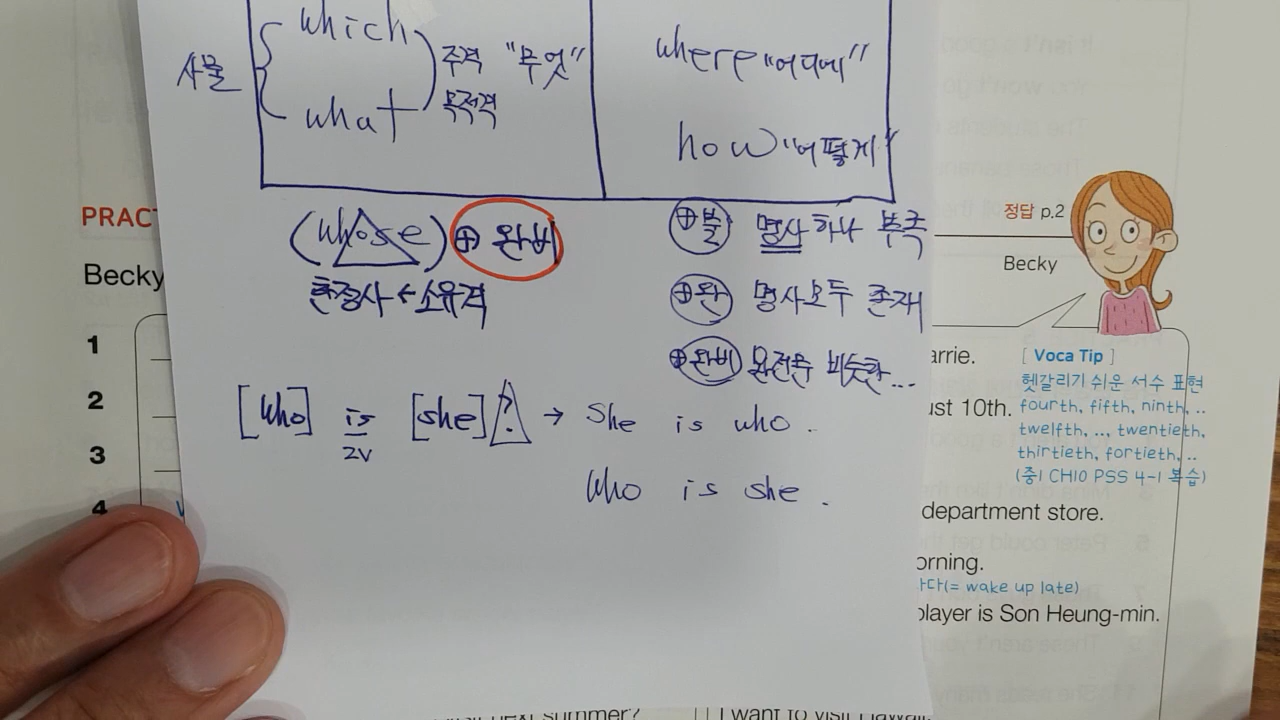 which
사물
주격 "무엇"
what
목적격
where "어디에"
how "어떻게"
(whose) ⊕ 완비
한정사 ← 소유격
⊕불 명사 하나 부족
⊕완 명사 모두 존재
⊕완비 완전은 비슷한...
[who] is [she] ? → She is who.
2V
Who is she.
PRACT
Becky
1
2
3
4
정답 p.2
Becky
arrie.
ust 10th.
department store.
orning.
다(= wake up late)
player is Son Heung-min.
[ Voca Tip ]
헷갈리기 쉬운 서수 표현
fourth, fifth, ninth, ..
twelfth, .., twentieth,
thirtieth, fortieth, ..
(중1 CH10 PSS 4-1 복습)
next summer?
I want to visit Hawaii.